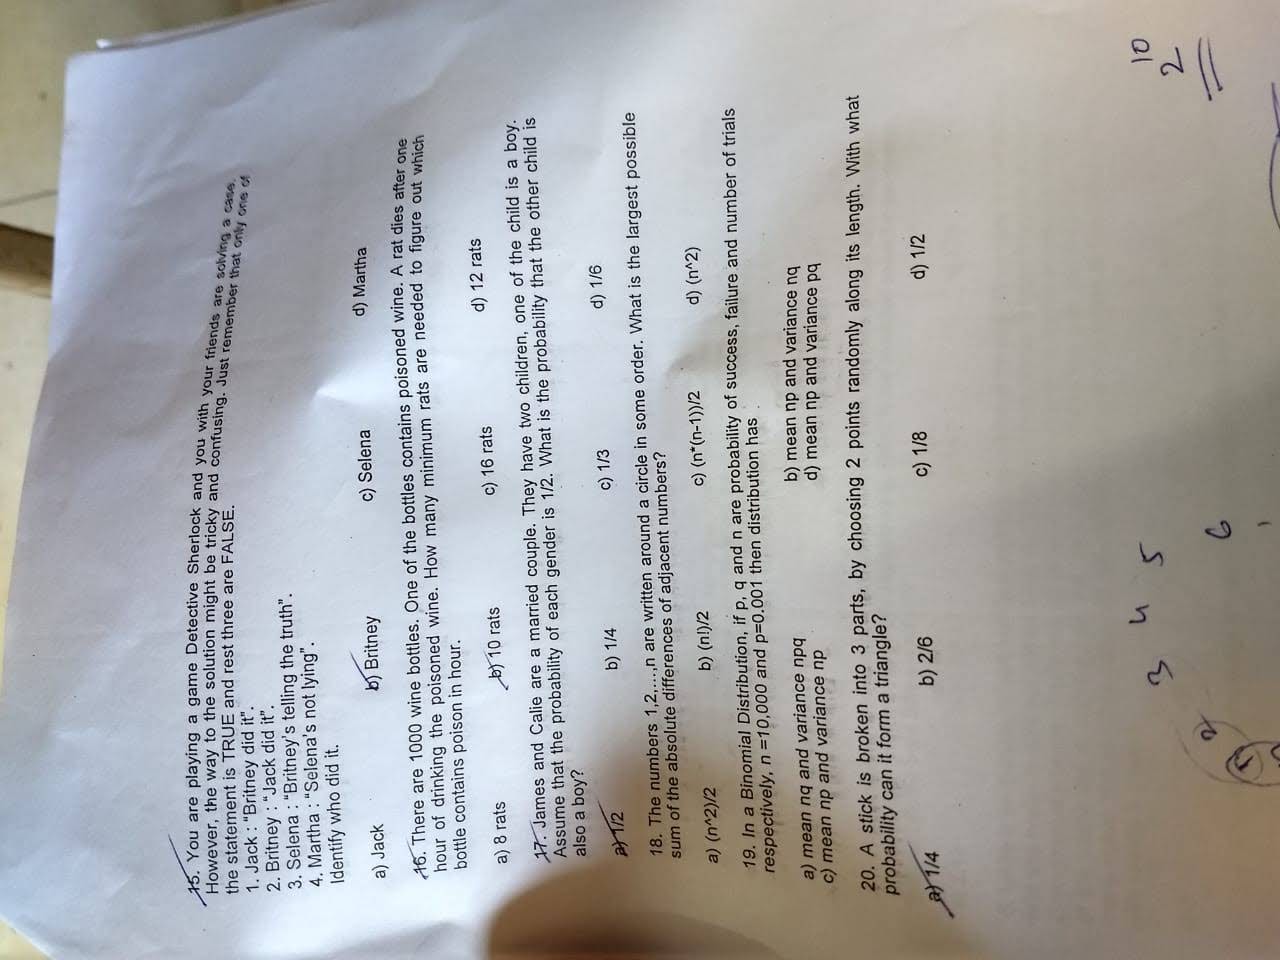 15. You are playing a game Detective Sherlock and you with your friends are solving a case.
However, the way to the solution might be tricky and confusing. Just remember that only one of
the statement is TRUE and rest three are FALSE.
1. Jack : "Britney did it".
2. Britney : "Jack did it".
3. Selena : "Britney's telling the truth".
4. Martha : "Selena's not lying".
Identify who did it.
a) Jack b) Britney c) Selena d) Martha
16. There are 1000 wine bottles. One of the bottles contains poisoned wine. A rat dies after one
hour of drinking the poisoned wine. How many minimum rats are needed to figure out which
bottle contains poison in hour.
a) 8 rats b) 10 rats c) 16 rats d) 12 rats
17. James and Calie are a married couple. They have two children, one of the child is a boy.
Assume that the probability of each gender is 1/2. What is the probability that the other child is
also a boy?
a) 1/2 b) 1/4 c) 1/3 d) 1/6
18. The numbers 1,2,....,n are written around a circle in some order. What is the largest possible
sum of the absolute differences of adjacent numbers?
a) (n^2)/2 b) (n!)/2 c) (n*(n-1))/2 d) (n^2)
19. In a Binomial Distribution, if p, q and n are probability of success, failure and number of trials
respectively, n =10,000 and p=0.001 then distribution has
a) mean nq and variance npq b) mean np and variance nq
c) mean np and variance np d) mean np and variance pq
20. A stick is broken into 3 parts, by choosing 2 points randomly along its length. With what
probability can it form a triangle?
a) 1/4 b) 2/6 c) 1/8 d) 1/2
10
2
3 4 5
6